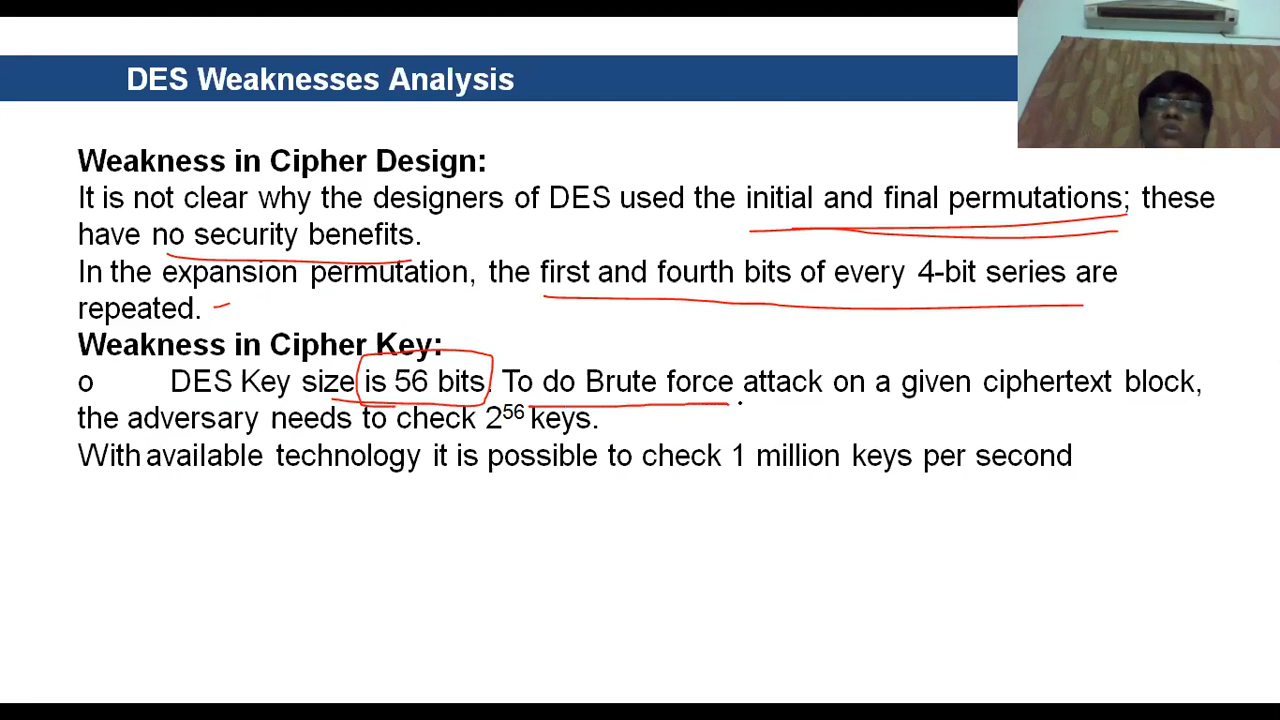 DES Weaknesses Analysis
Weakness in Cipher Design:
It is not clear why the designers of DES used the initial and final permutations; these
have no security benefits.
In the expansion permutation, the first and fourth bits of every 4-bit series are
repeated.
Weakness in Cipher Key:
o DES Key size is 56 bits. To do Brute force attack on a given ciphertext block,
the adversary needs to check 2⁵⁶ keys.
With available technology it is possible to check 1 million keys per second